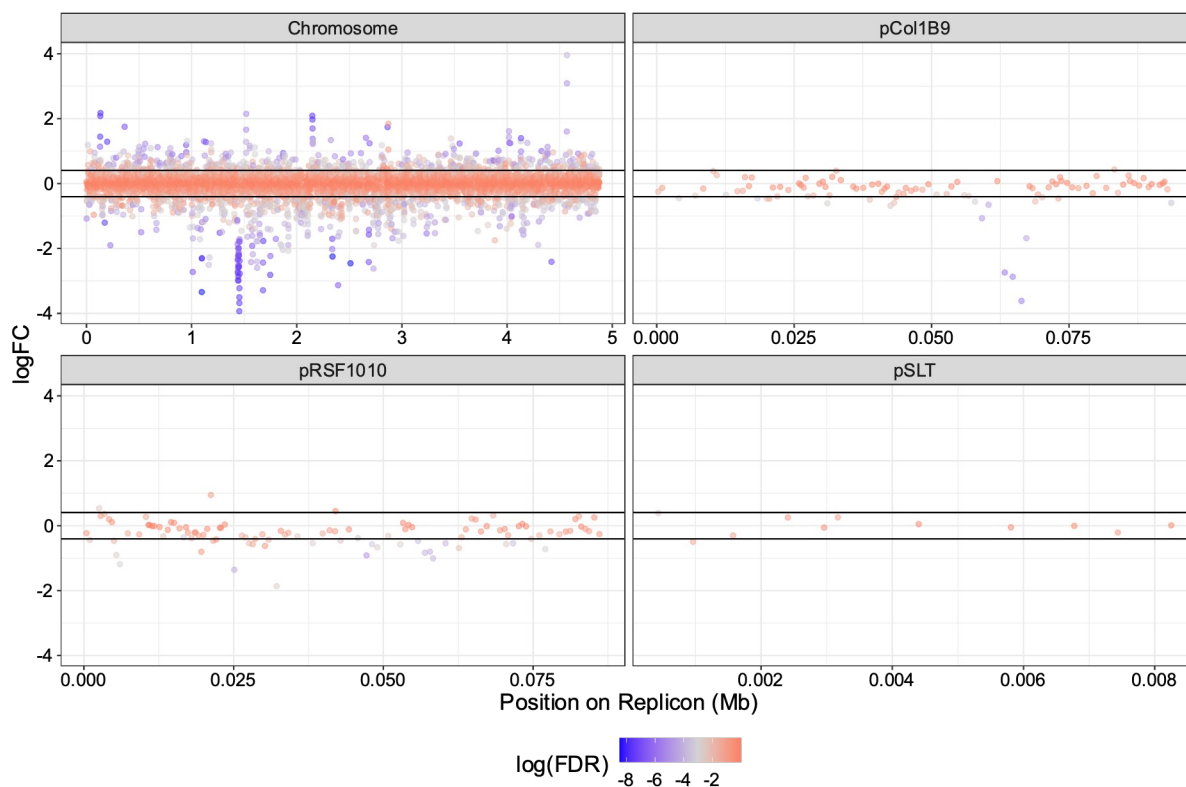 Chromosome
pCol1B9
4
2
0
-2
-4
0 1 2 3 4 5
0.000 0.025 0.050 0.075
pRSF1010
pSLT
4
2
0
-2
-4
0.000 0.025 0.050 0.075
0.002 0.004 0.006 0.008
logFC
Position on Replicon (Mb)
log(FDR)
-8 -6 -4 -2